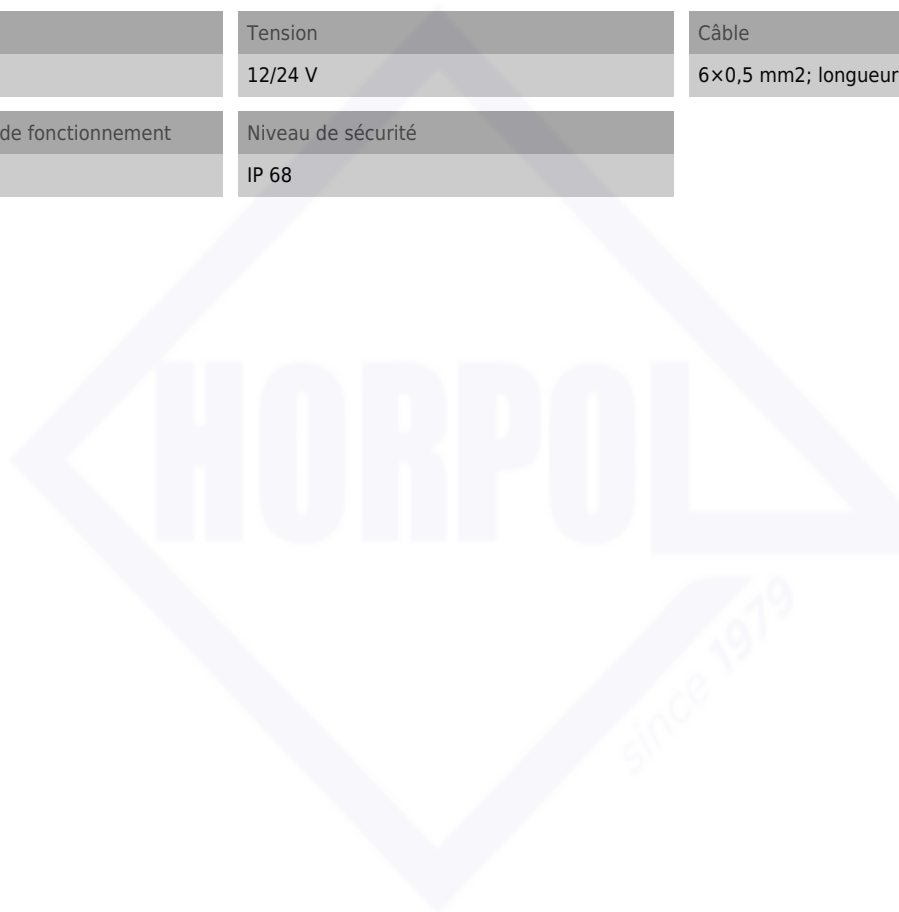 Tension
Câble
12/24 V
6×0,5 mm2; longueur
de fonctionnement
Niveau de sécurité
IP 68
HORPOL
since 1979